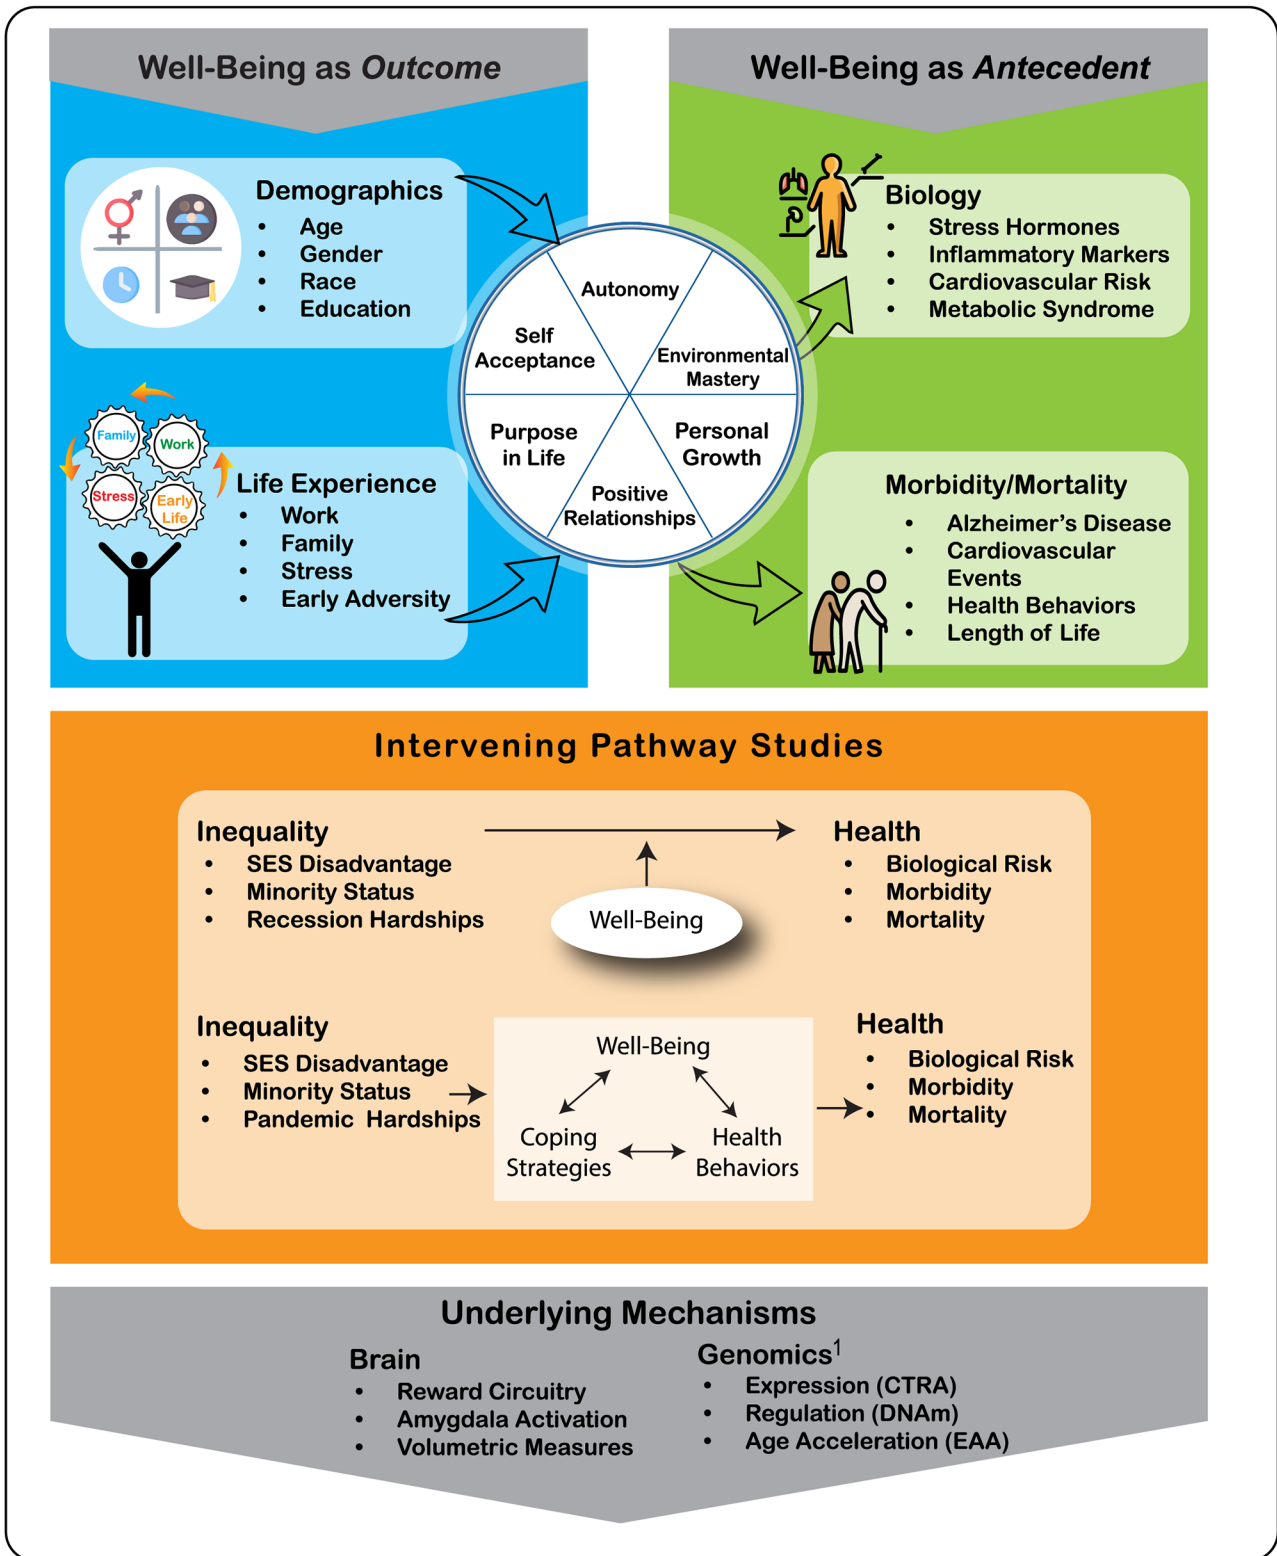 Well-Being as Outcome
Well-Being as Antecedent
Demographics
• Age
• Gender
• Race
• Education
Family
Work
Stress
Early
Life
Life Experience
• Work
• Family
• Stress
• Early Adversity
Autonomy
Self
Acceptance
Environmental
Mastery
Purpose
in Life
Personal
Growth
Positive
Relationships
Biology
• Stress Hormones
• Inflammatory Markers
• Cardiovascular Risk
• Metabolic Syndrome
Morbidity/Mortality
• Alzheimer’s Disease
• Cardiovascular
Events
• Health Behaviors
• Length of Life
Intervening Pathway Studies
Inequality
• SES Disadvantage
• Minority Status
• Recession Hardships
Well-Being
Health
• Biological Risk
• Morbidity
• Mortality
Inequality
• SES Disadvantage
• Minority Status
• Pandemic Hardships
Well-Being
Coping
Strategies
Health
Behaviors
Health
• Biological Risk
• Morbidity
• Mortality
Underlying Mechanisms
Brain
• Reward Circuitry
• Amygdala Activation
• Volumetric Measures
Genomics¹
• Expression (CTRA)
• Regulation (DNAm)
• Age Acceleration (EAA)